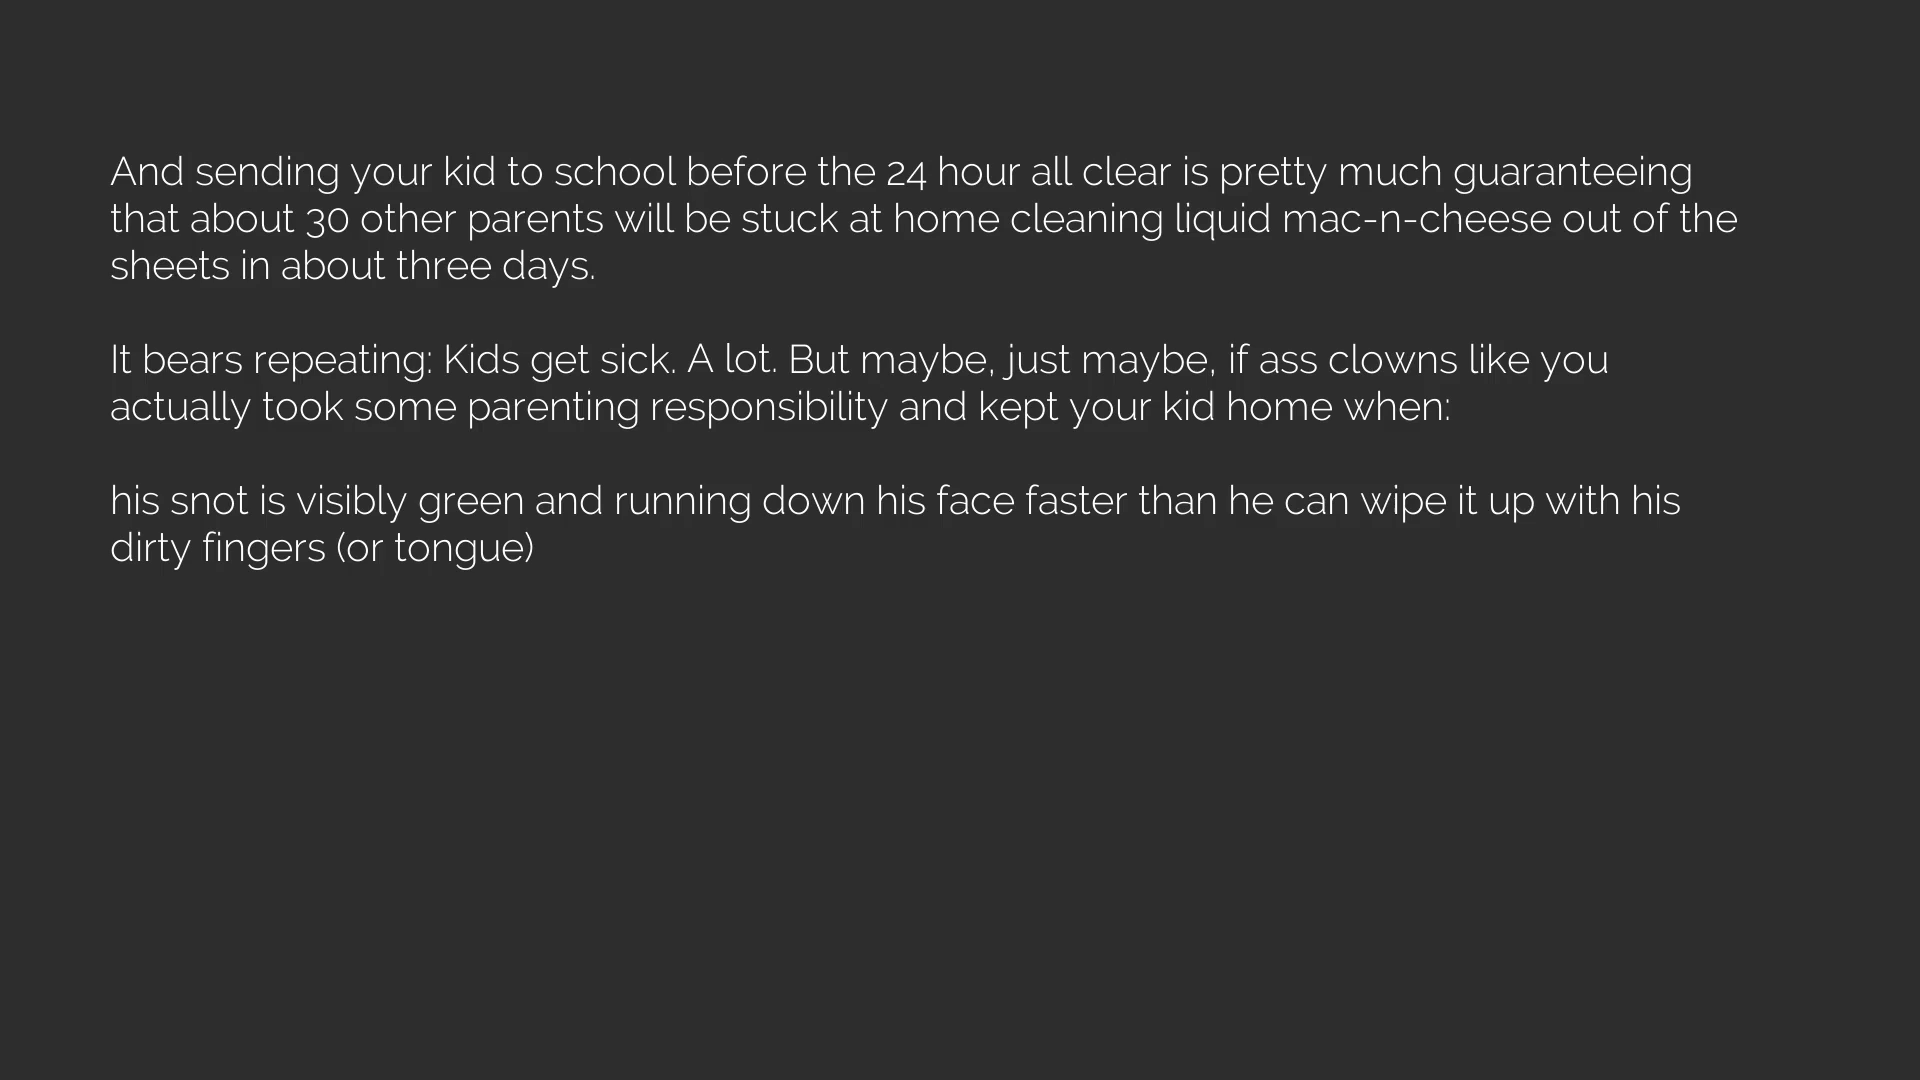 And sending your kid to school before the 24 hour all clear is pretty much guaranteeing
that about 30 other parents will be stuck at home cleaning liquid mac-n-cheese out of the
sheets in about three days.
It bears repeating: Kids get sick. A lot. But maybe, just maybe, if ass clowns like you
actually took some parenting responsibility and kept your kid home when:
his snot is visibly green and running down his face faster than he can wipe it up with his
dirty fingers (or tongue)